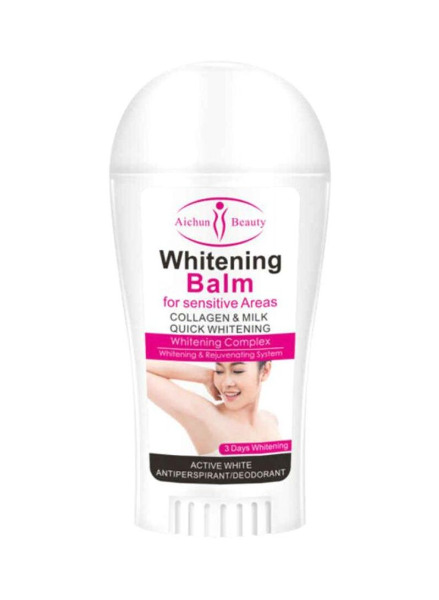 Aichun Beauty
Whitening
Balm
for sensitive Areas
COLLAGEN & MILK
QUICK WHITENING
Whitening Complex
Whitening & Rejuvenating System
3 Days Whitening
ACTIVE WHITE
ANTIPERSPIRANT/DEODORANT